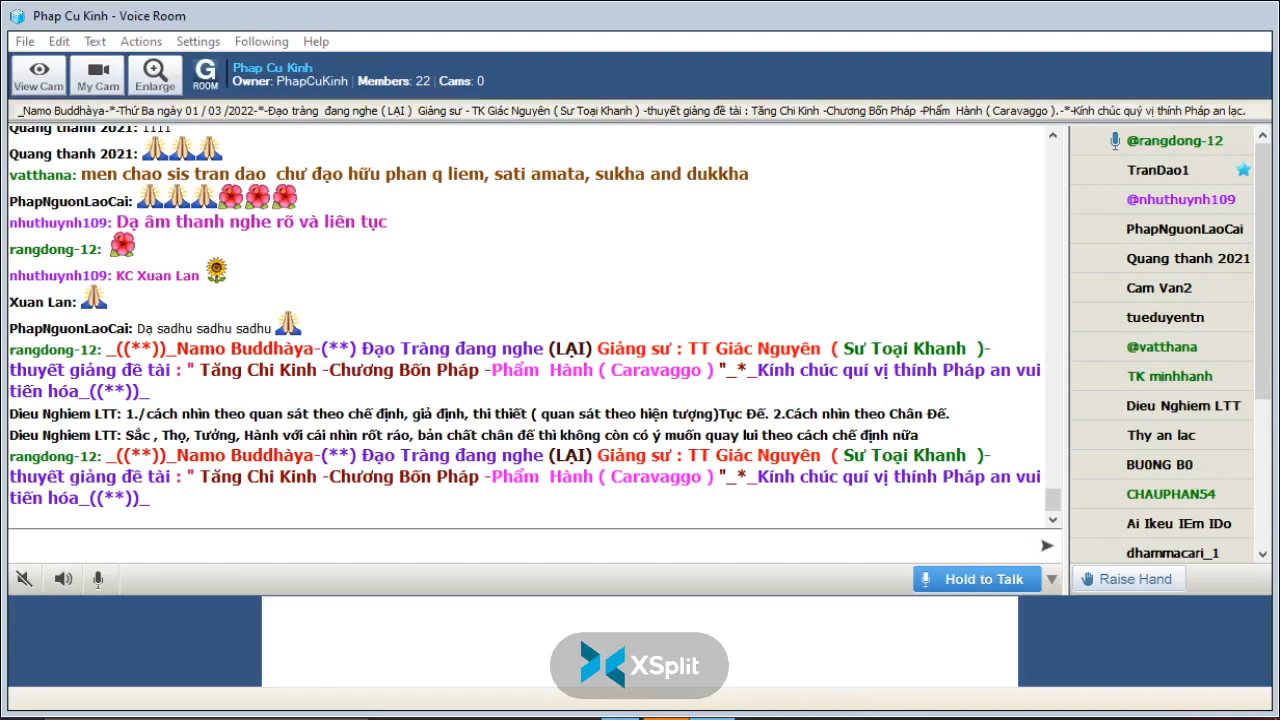 Phap Cu Kinh - Voice Room
File Edit Text Actions Settings Following Help
View Cam My Cam Enlarge G ROOM
Phap Cu Kinh
Owner: PhapCuKinh | Members: 22 | Cams: 0
_Namo Buddhàya-*-Thứ Ba ngày 01 / 03 /2022-*-Đạo tràng đang nghe ( LẠI ) Giảng sư - TK Giác Nguyên ( Sư Toại Khanh ) -thuyết giảng đề tài : Tăng Chi Kinh -Chương Bốn Pháp -Phẩm Hành ( Caravaggo ).-*-Kính chúc quý vị thính Pháp an lạc.
Quang thanh 2021: 1111
Quang thanh 2021:
vatthana: men chao sis tran dao chư đạo hữu phan q liem, sati amata, sukha and dukkha
PhapNguonLaoCai:
nhuthuynh109: Dạ âm thanh nghe rõ và liên tục
rangdong-12:
nhuthuynh109: KC Xuan Lan
Xuan Lan:
PhapNguonLaoCai: Dạ sadhu sadhu sadhu
rangdong-12: _((**))_Namo Buddhàya-(**) Đạo Tràng đang nghe (LẠI) Giảng sư : TT Giác Nguyên ( Sư Toại Khanh )-
thuyết giảng đề tài : " Tăng Chi Kinh -Chương Bốn Pháp -Phẩm Hành ( Caravaggo ) "_*_Kính chúc quí vị thính Pháp an vui
tiến hóa_((**))_
Dieu Nghiem LTT: 1./cách nhìn theo quan sát theo chế định, giả định, thi thiết ( quan sát theo hiện tượng)Tục Đế. 2.Cách nhìn theo Chân Đế.
Dieu Nghiem LTT: Sắc , Thọ, Tưởng, Hành với cái nhìn rốt ráo, bản chất chân đế thì không còn có ý muốn quay lui theo cách chế định nữa
rangdong-12: _((**))_Namo Buddhàya-(**) Đạo Tràng đang nghe (LẠI) Giảng sư : TT Giác Nguyên ( Sư Toại Khanh )-
thuyết giảng đề tài : " Tăng Chi Kinh -Chương Bốn Pháp -Phẩm Hành ( Caravaggo ) "_*_Kính chúc quí vị thính Pháp an vui
tiến hóa_((**))_
@rangdong-12
TranDao1
@nhuthuynh109
PhapNguonLaoCai
Quang thanh 2021
Cam Van2
tueduyentn
@vatthana
TK minhhanh
Dieu Nghiem LTT
Thy an lac
BU0NG B0
CHAUPHAN54
Ai Ikeu IEm IDo
dhammacari_1
Hold to Talk
Raise Hand
XSplit